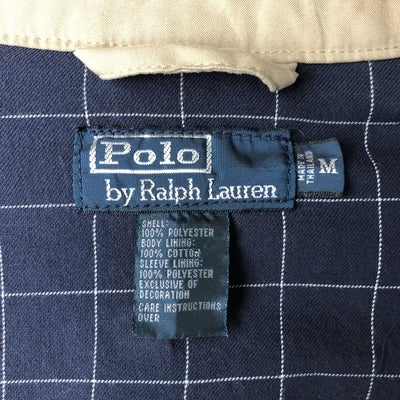 Polo
by Ralph Lauren
MADE IN
THAILAND
M
SHELL:
100% POLYESTER
BODY LINING:
100% COTTON
SLEEVE LINING:
100% POLYESTER
EXCLUSIVE OF
DECORATION
CARE INSTRUCTIONS
OVER